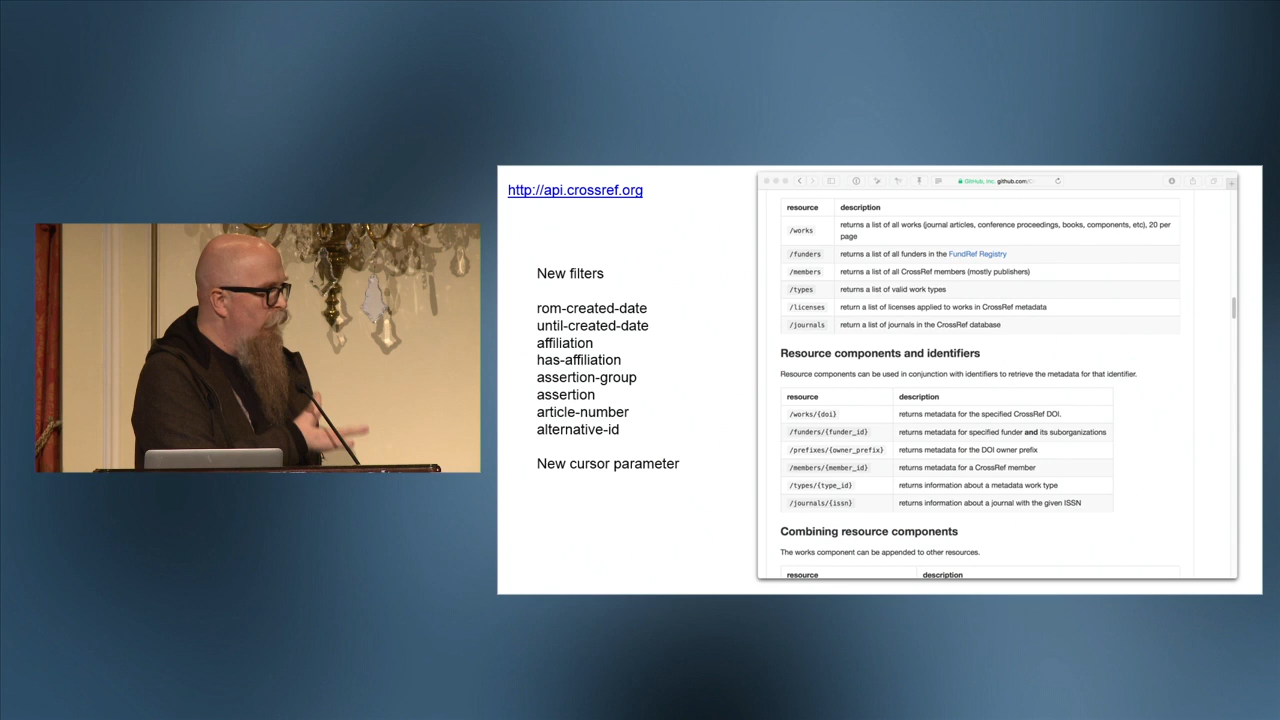 http://api.crossref.org
New filters
rom-created-date
until-created-date
affiliation
has-affiliation
assertion-group
assertion
article-number
alternative-id
New cursor parameter
GitHub, Inc. github.com
resource description
/works returns a list of all works (journal articles, conference proceedings, books, components, etc), 20 per
page
/funders returns a list of all funders in the FundRef Registry
/members returns a list of all CrossRef members (mostly publishers)
/types returns a list of valid work types
/licenses return a list of licenses applied to works in CrossRef metadata
/journals return a list of journals in the CrossRef database
Resource components and identifiers
Resource components can be used in conjunction with identifiers to retrieve the metadata for that identifier.
resource description
/works/{doi} returns metadata for the specified CrossRef DOI.
/funders/{funder_id} returns metadata for specified funder and its suborganizations
/prefixes/{owner_prefix} returns metadata for the DOI owner prefix
/members/{member_id} returns metadata for a CrossRef member
/types/{type_id} returns information about a metadata work type
/journals/{issn} returns information about a journal with the given ISSN
Combining resource components
The works component can be appended to other resources.
resource description